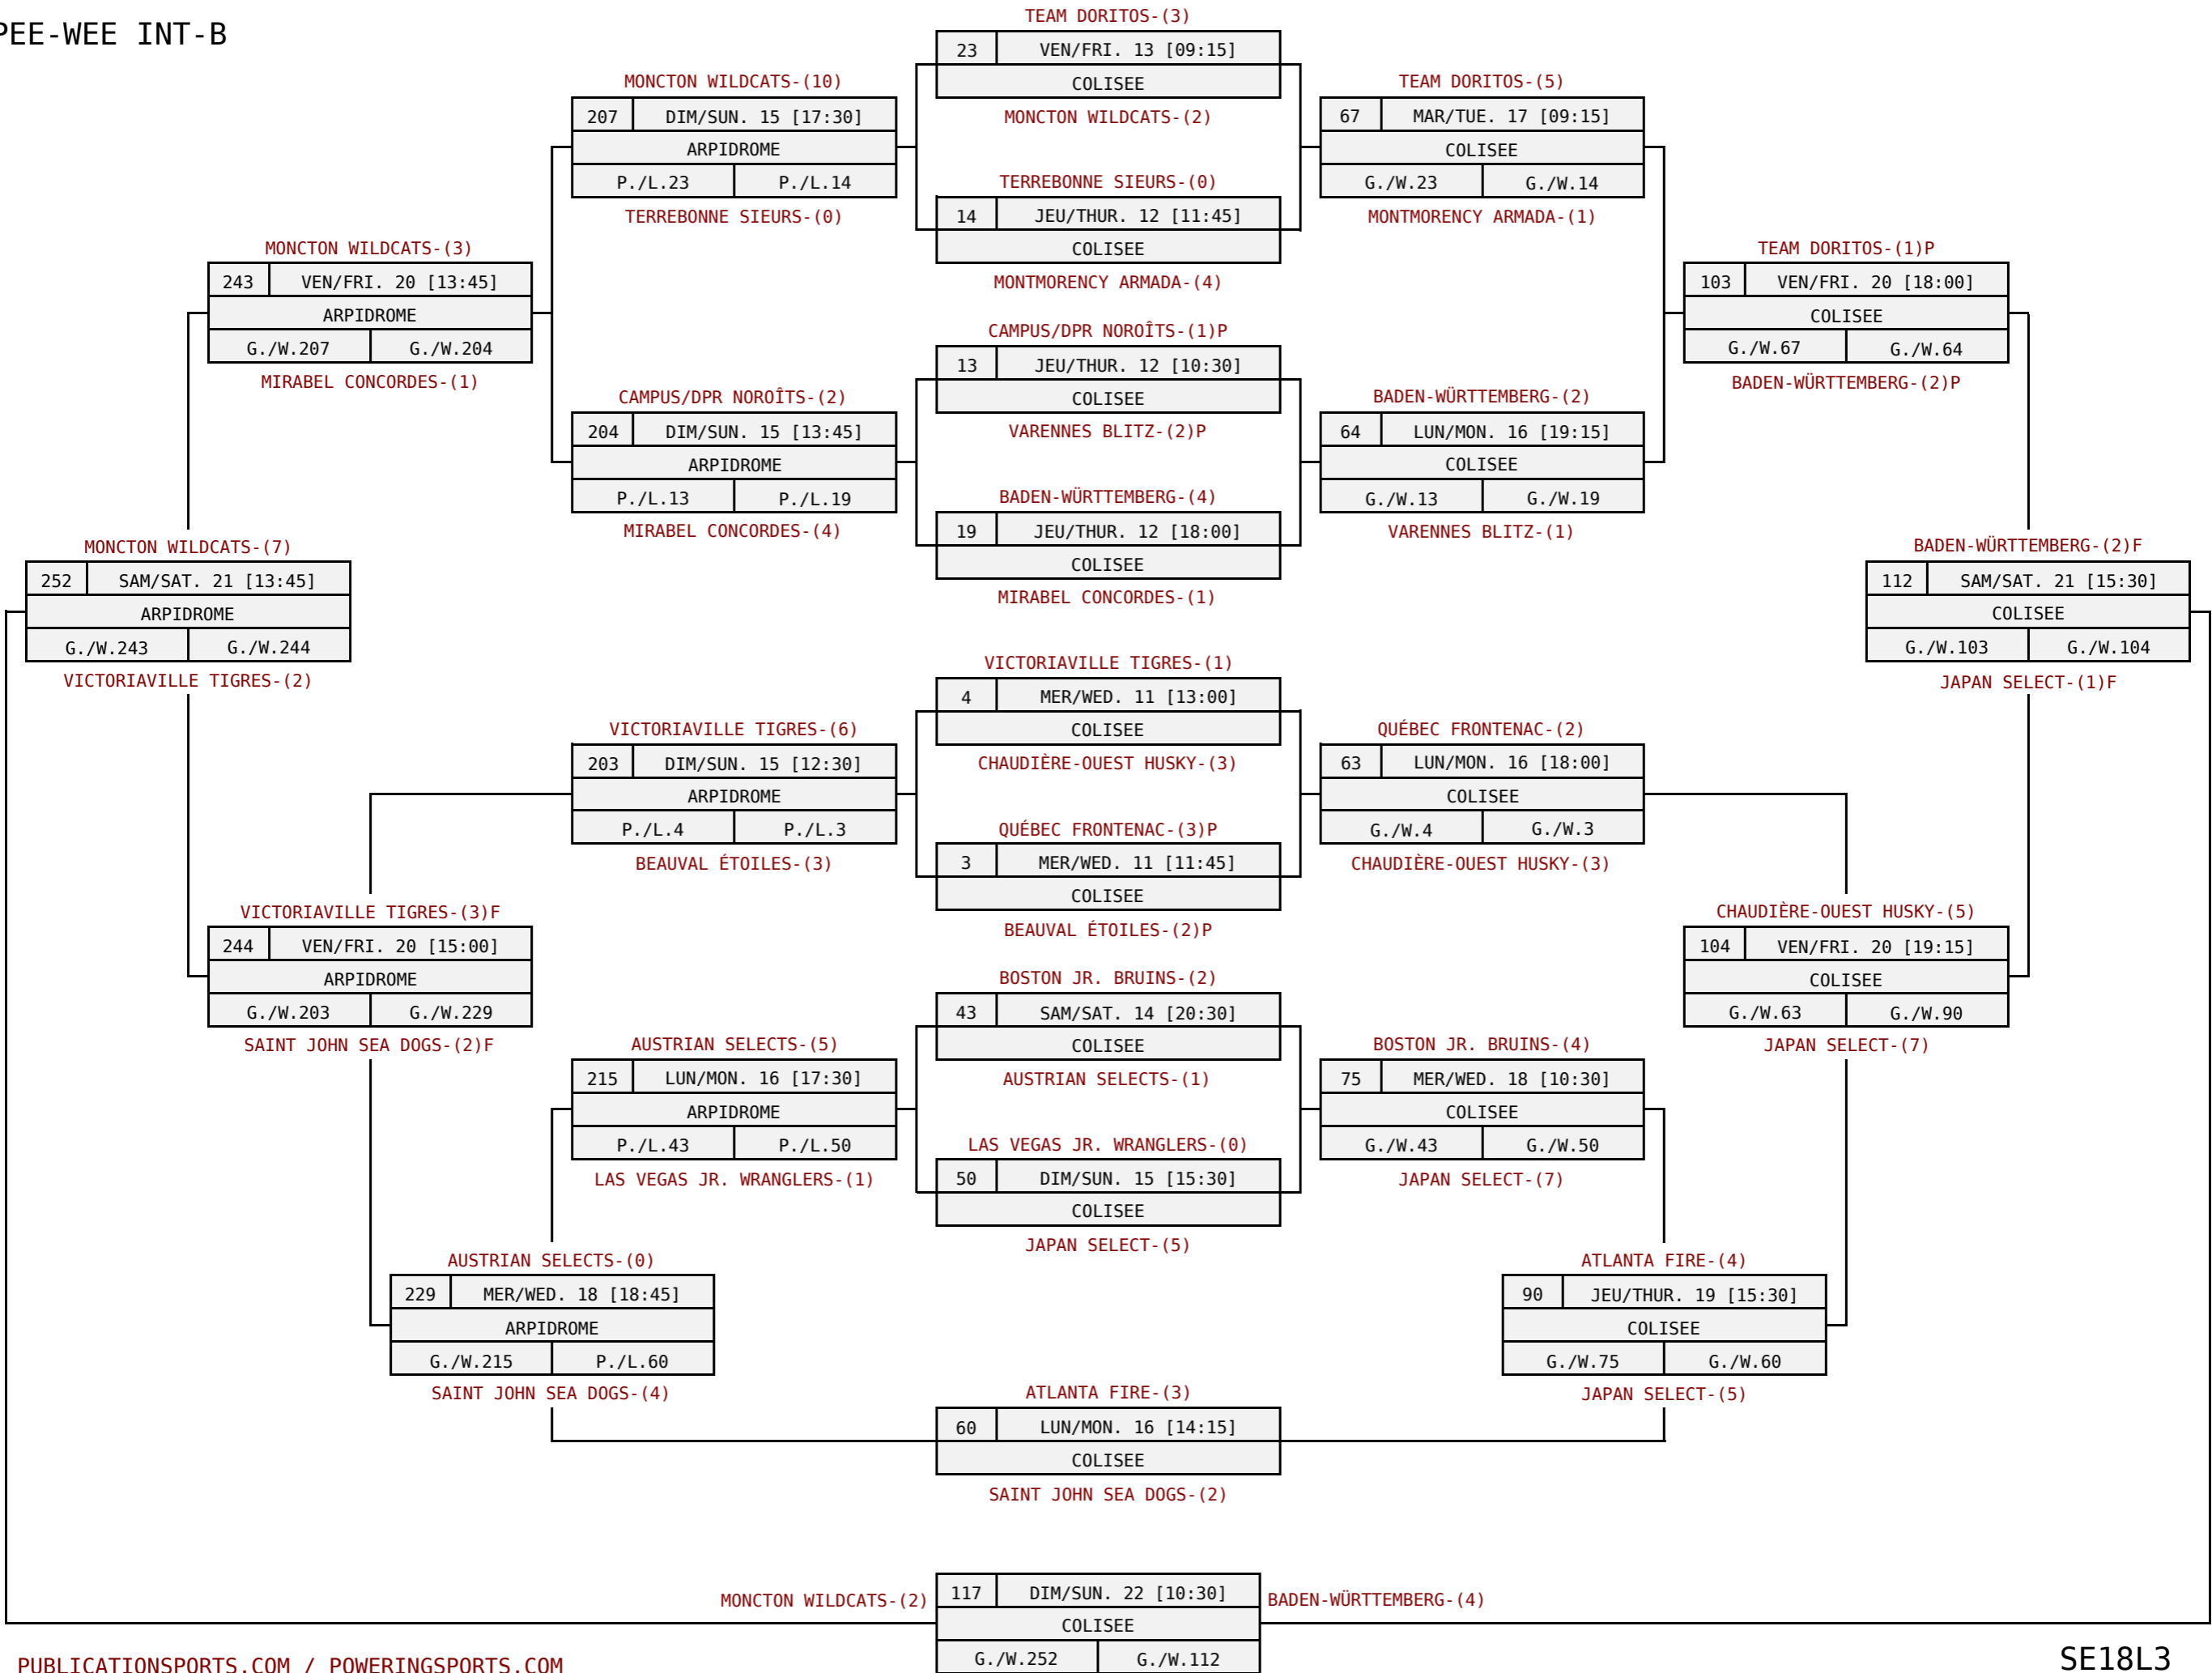 PEE-WEE INT-B
TEAM DORITOS-(3)
23 VEN/FRI. 13 [09:15]
COLISEE
MONCTON WILDCATS-(2)
TERREBONNE SIEURS-(0)
14 JEU/THUR. 12 [11:45]
COLISEE
MONTMORENCY ARMADA-(4)
CAMPUS/DPR NOROÎTS-(1)P
13 JEU/THUR. 12 [10:30]
COLISEE
VARENNES BLITZ-(2)P
BADEN-WÜRTTEMBERG-(4)
19 JEU/THUR. 12 [18:00]
COLISEE
MIRABEL CONCORDES-(1)
VICTORIAVILLE TIGRES-(1)
4 MER/WED. 11 [13:00]
COLISEE
CHAUDIÈRE-OUEST HUSKY-(3)
QUÉBEC FRONTENAC-(3)P
3 MER/WED. 11 [11:45]
COLISEE
BEAUVAL ÉTOILES-(2)P
BOSTON JR. BRUINS-(2)
43 SAM/SAT. 14 [20:30]
COLISEE
AUSTRIAN SELECTS-(1)
LAS VEGAS JR. WRANGLERS-(0)
50 DIM/SUN. 15 [15:30]
COLISEE
JAPAN SELECT-(5)
ATLANTA FIRE-(3)
60 LUN/MON. 16 [14:15]
COLISEE
SAINT JOHN SEA DOGS-(2)
MONCTON WILDCATS-(10)
207 DIM/SUN. 15 [17:30]
ARPIDROME
P./L.23 P./L.14
TERREBONNE SIEURS-(0)
CAMPUS/DPR NOROÎTS-(2)
204 DIM/SUN. 15 [13:45]
ARPIDROME
P./L.13 P./L.19
MIRABEL CONCORDES-(4)
VICTORIAVILLE TIGRES-(6)
203 DIM/SUN. 15 [12:30]
ARPIDROME
P./L.4 P./L.3
BEAUVAL ÉTOILES-(3)
AUSTRIAN SELECTS-(5)
215 LUN/MON. 16 [17:30]
ARPIDROME
P./L.43 P./L.50
LAS VEGAS JR. WRANGLERS-(1)
AUSTRIAN SELECTS-(0)
229 MER/WED. 18 [18:45]
ARPIDROME
G./W.215 P./L.60
SAINT JOHN SEA DOGS-(4)
MONCTON WILDCATS-(3)
243 VEN/FRI. 20 [13:45]
ARPIDROME
G./W.207 G./W.204
MIRABEL CONCORDES-(1)
VICTORIAVILLE TIGRES-(3)F
244 VEN/FRI. 20 [15:00]
ARPIDROME
G./W.203 G./W.229
SAINT JOHN SEA DOGS-(2)F
MONCTON WILDCATS-(7)
252 SAM/SAT. 21 [13:45]
ARPIDROME
G./W.243 G./W.244
VICTORIAVILLE TIGRES-(2)
TEAM DORITOS-(5)
67 MAR/TUE. 17 [09:15]
COLISEE
G./W.23 G./W.14
MONTMORENCY ARMADA-(1)
BADEN-WÜRTTEMBERG-(2)
64 LUN/MON. 16 [19:15]
COLISEE
G./W.13 G./W.19
VARENNES BLITZ-(1)
QUÉBEC FRONTENAC-(2)
63 LUN/MON. 16 [18:00]
COLISEE
G./W.4 G./W.3
CHAUDIÈRE-OUEST HUSKY-(3)
BOSTON JR. BRUINS-(4)
75 MER/WED. 18 [10:30]
COLISEE
G./W.43 G./W.50
JAPAN SELECT-(7)
ATLANTA FIRE-(4)
90 JEU/THUR. 19 [15:30]
COLISEE
G./W.75 G./W.60
JAPAN SELECT-(5)
TEAM DORITOS-(1)P
103 VEN/FRI. 20 [18:00]
COLISEE
G./W.67 G./W.64
BADEN-WÜRTTEMBERG-(2)P
CHAUDIÈRE-OUEST HUSKY-(5)
104 VEN/FRI. 20 [19:15]
COLISEE
G./W.63 G./W.90
JAPAN SELECT-(7)
BADEN-WÜRTTEMBERG-(2)F
112 SAM/SAT. 21 [15:30]
COLISEE
G./W.103 G./W.104
JAPAN SELECT-(1)F
MONCTON WILDCATS-(2)
117 DIM/SUN. 22 [10:30]
COLISEE
G./W.252 G./W.112
BADEN-WÜRTTEMBERG-(4)
PUBLICATIONSPORTS.COM / POWERINGSPORTS.COM
SE18L3